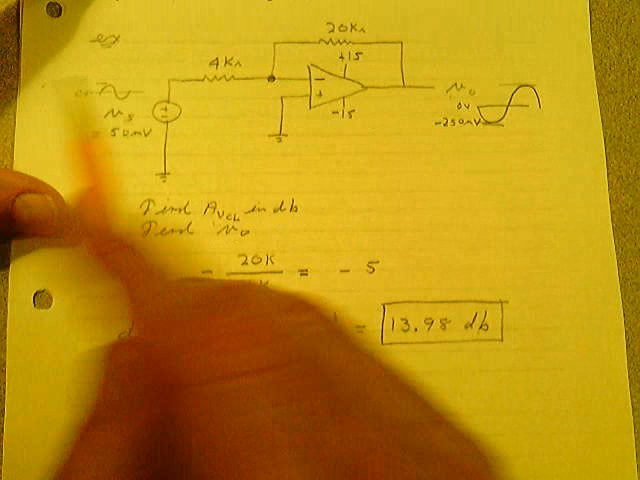 ex
20KΩ
4KΩ
+15
-
+
-15
+
-
0V
vs
50mV
vo
0V
-250mV
Find AVCL in db
Find vo
- 20K = - 5
K
d
= 13.98 db